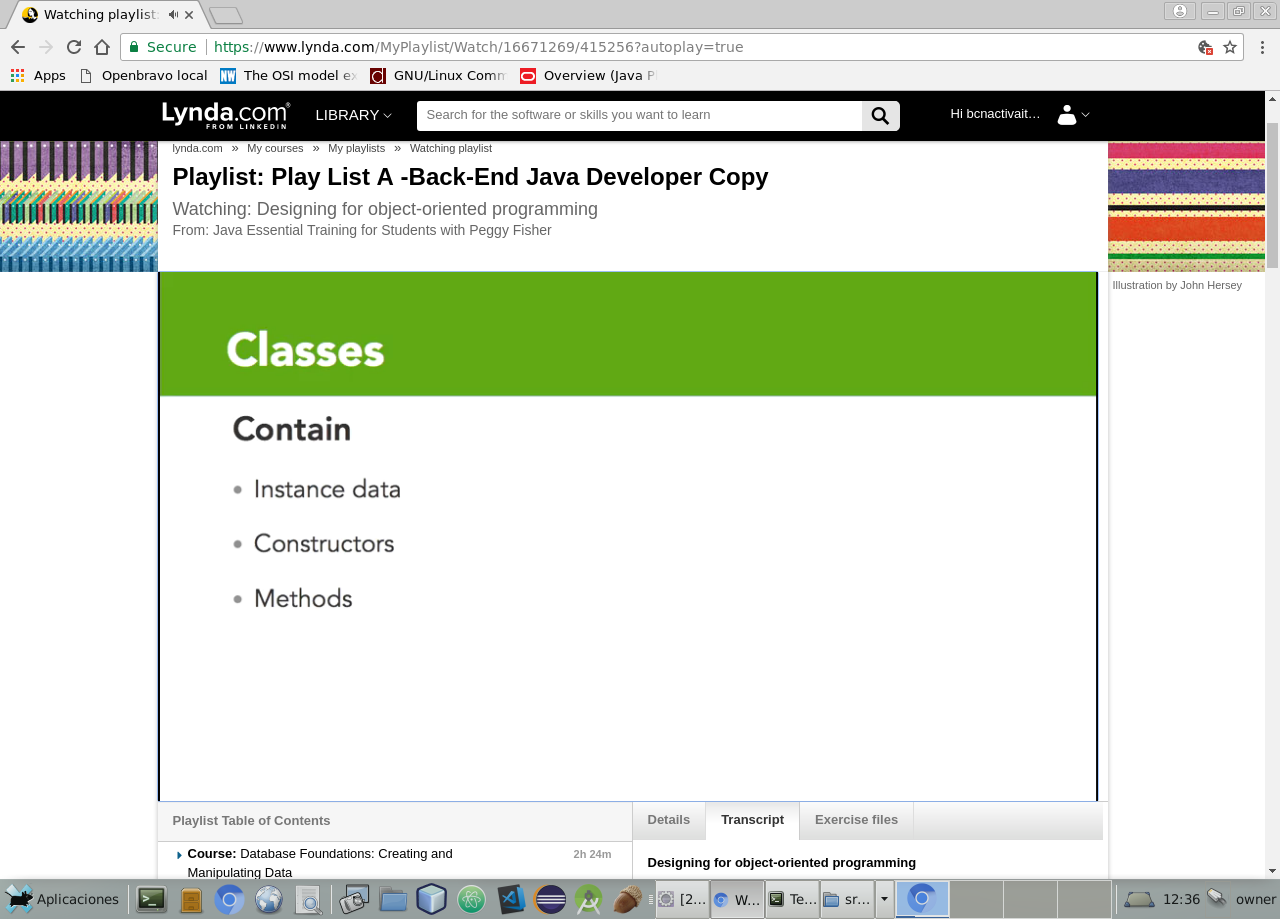 Watching playlist:
Secure
https://www.lynda.com/MyPlaylist/Watch/16671269/415256?autoplay=true
Apps
Openbravo local
The OSI model ex
GNU/Linux Comm
Overview (Java Pl
Lynda.com®
FROM LINKEDIN
LIBRARY
Search for the software or skills you want to learn
Hi bcnactivait...
lynda.com » My courses » My playlists » Watching playlist
Playlist: Play List A -Back-End Java Developer Copy
Watching: Designing for object-oriented programming
From: Java Essential Training for Students with Peggy Fisher
Illustration by John Hersey
Classes
Contain
• Instance data
• Constructors
• Methods
Playlist Table of Contents
Details
Transcript
Exercise files
Course: Database Foundations: Creating and
Manipulating Data
2h 24m
Designing for object-oriented programming
Aplicaciones
[2...
W...
Te...
sr...
12:36
owner